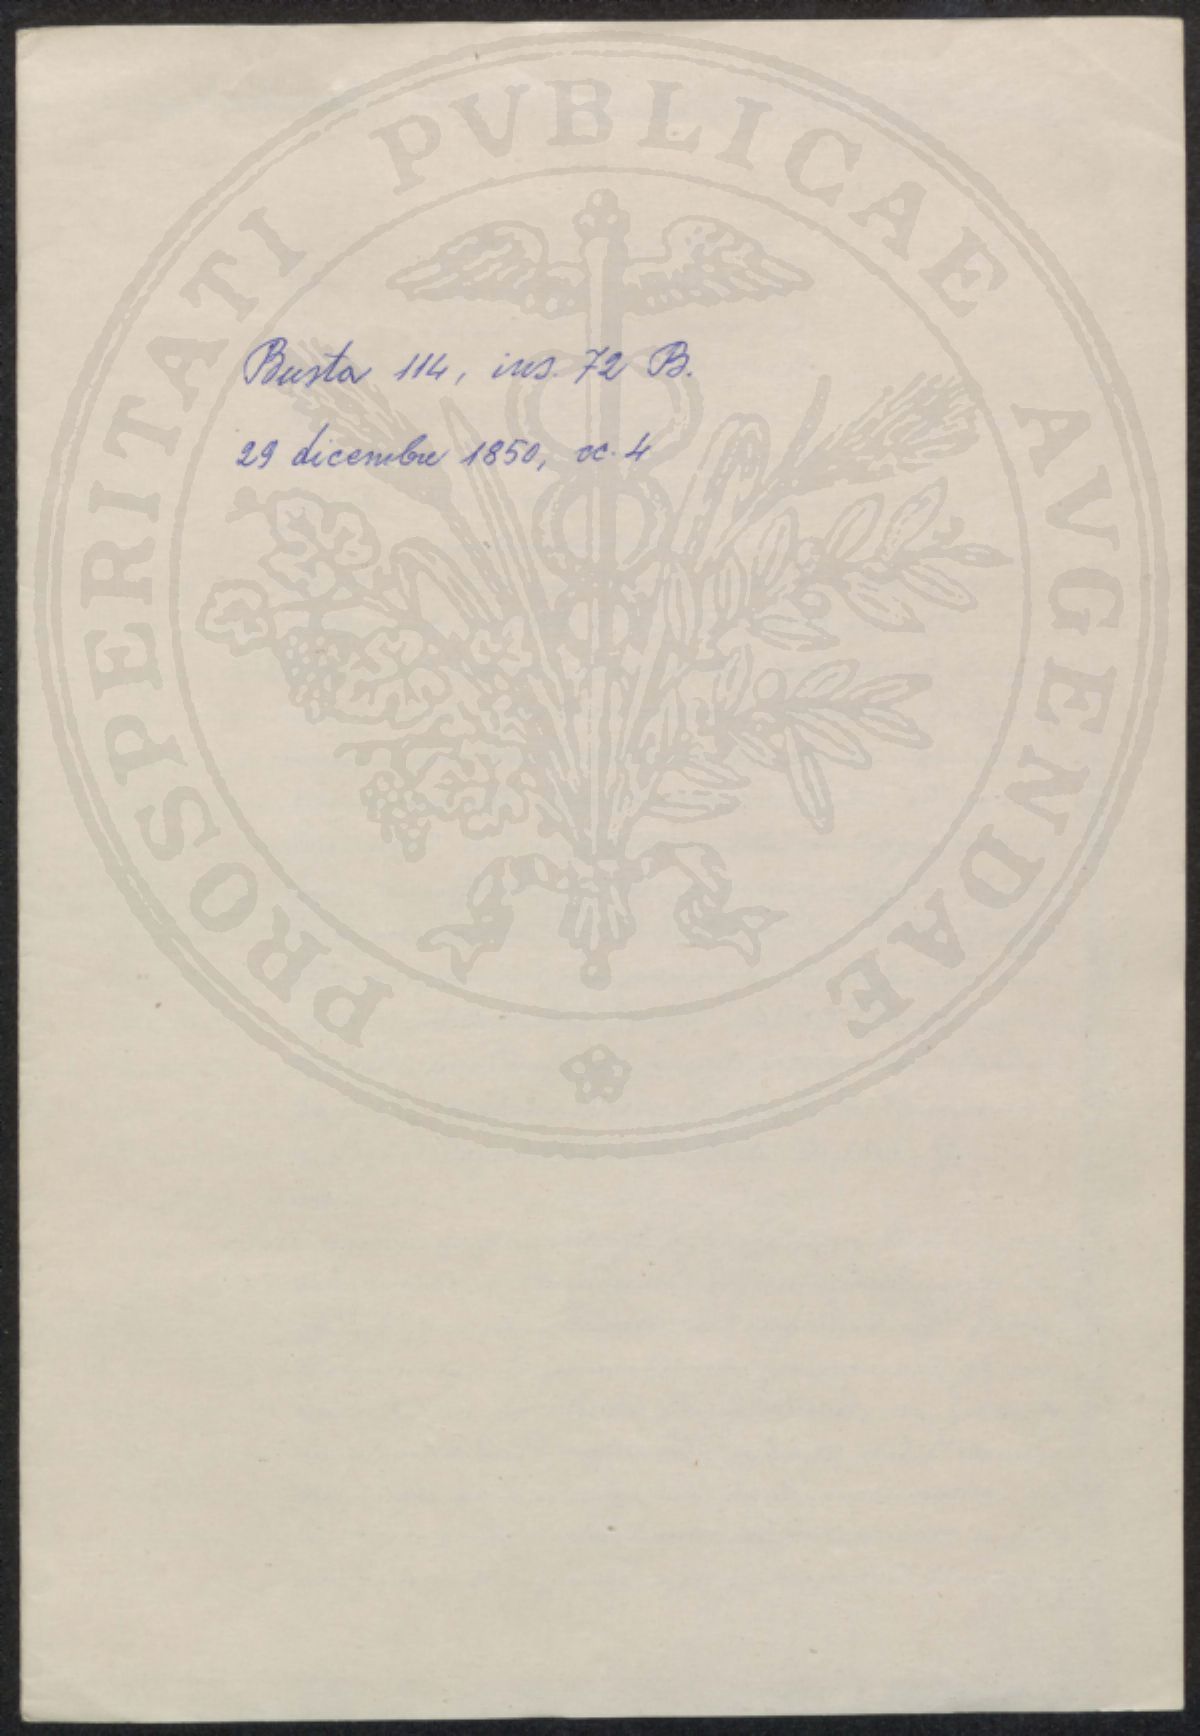 PROSPERITATI PVBLICAE AVGENDAE
Busta 114, ins. 72 B.
29 dicembre 1850, cc. 4